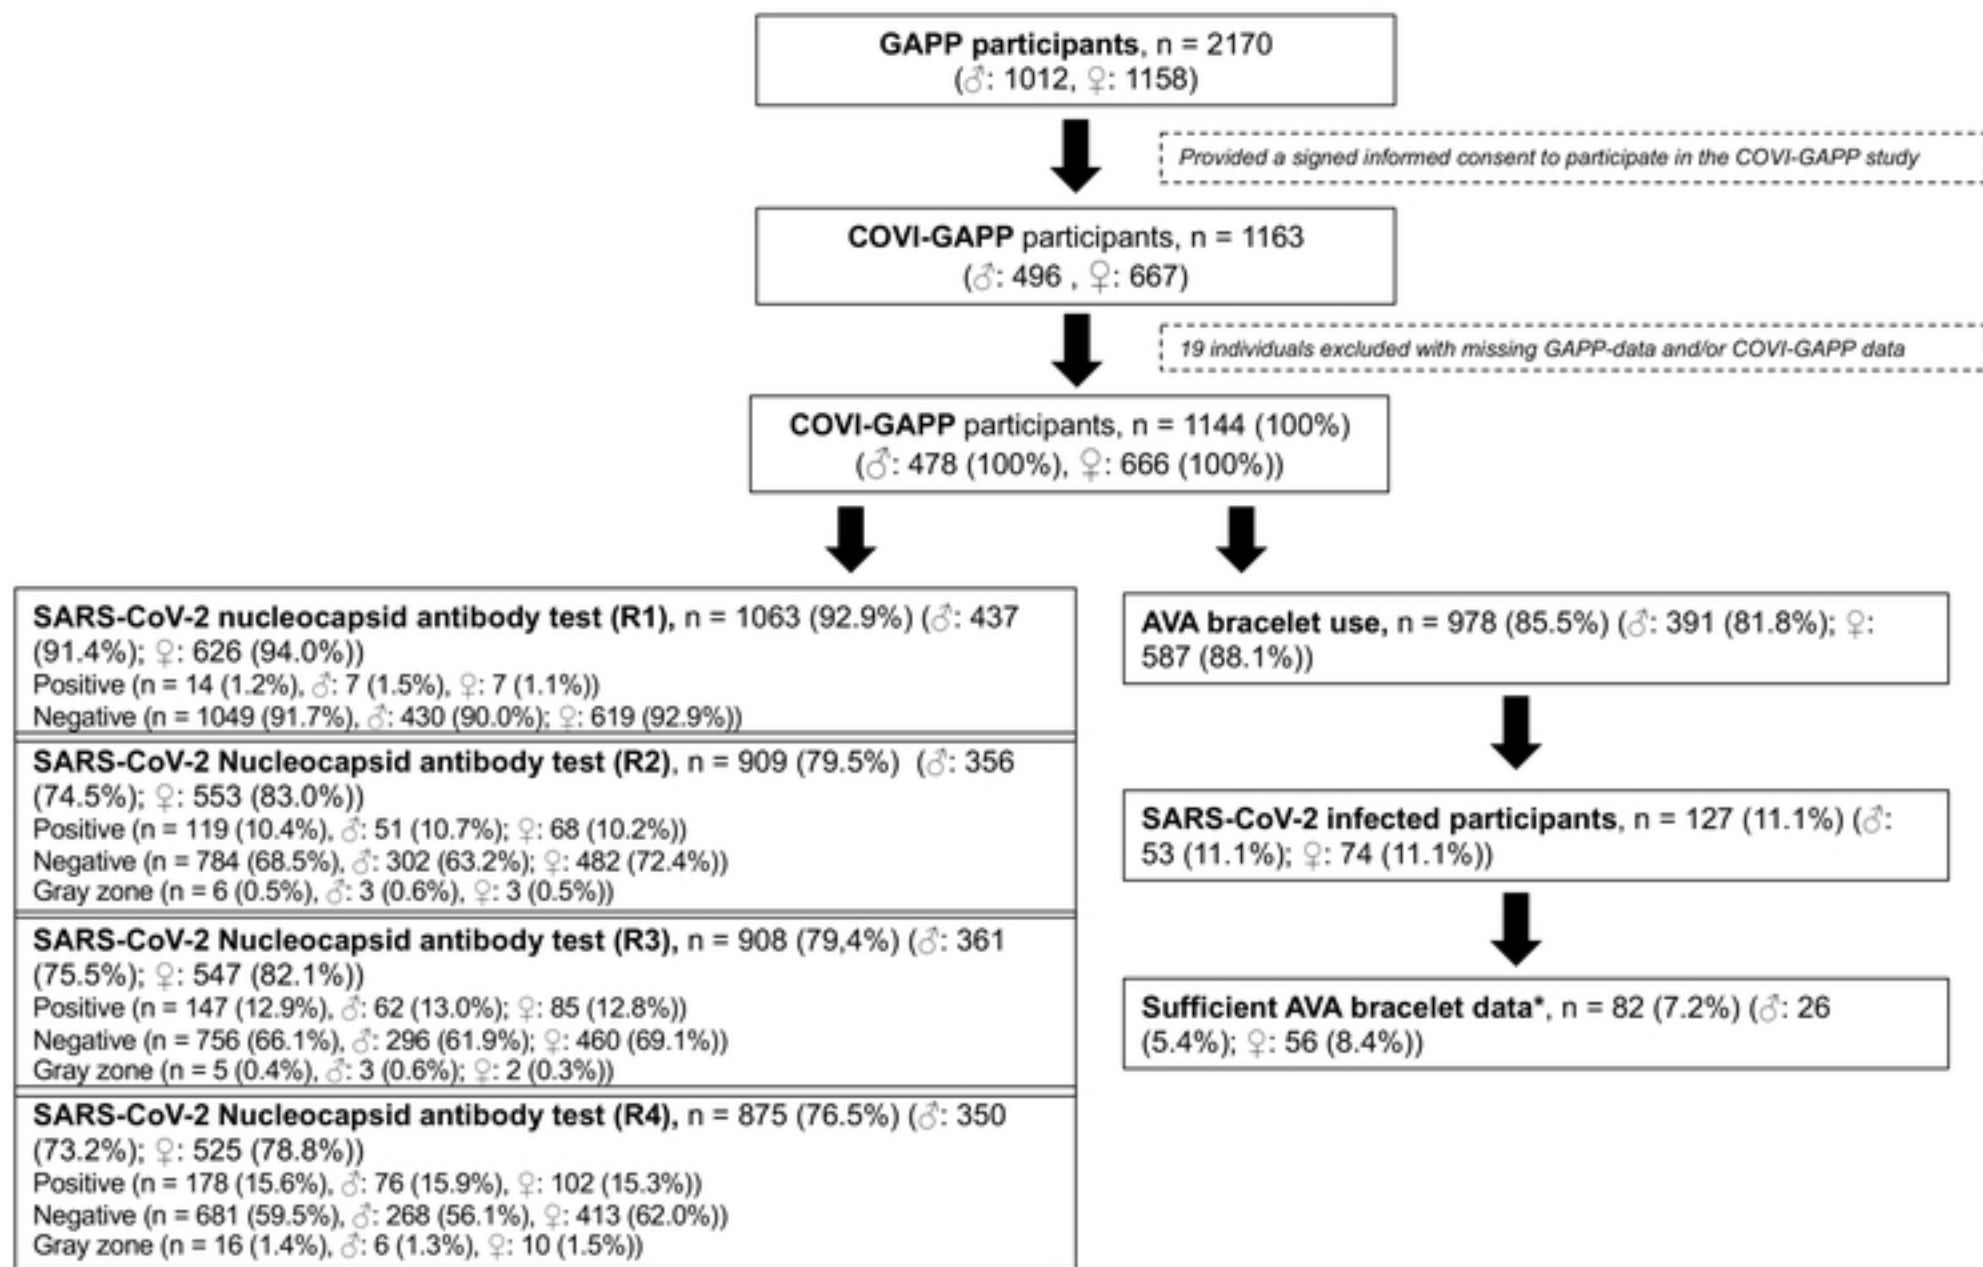 GAPP participants, n = 2170
(♂: 1012, ♀: 1158)
Provided a signed informed consent to participate in the COVI-GAPP study
COVI-GAPP participants, n = 1163
(♂: 496 , ♀: 667)
19 individuals excluded with missing GAPP-data and/or COVI-GAPP data
COVI-GAPP participants, n = 1144 (100%)
(♂: 478 (100%), ♀: 666 (100%))
SARS-CoV-2 nucleocapsid antibody test (R1), n = 1063 (92.9%) (♂: 437
(91.4%); ♀: 626 (94.0%))
Positive (n = 14 (1.2%), ♂: 7 (1.5%), ♀: 7 (1.1%))
Negative (n = 1049 (91.7%), ♂: 430 (90.0%); ♀: 619 (92.9%))
SARS-CoV-2 Nucleocapsid antibody test (R2), n = 909 (79.5%) (♂: 356
(74.5%); ♀: 553 (83.0%))
Positive (n = 119 (10.4%), ♂: 51 (10.7%); ♀: 68 (10.2%))
Negative (n = 784 (68.5%), ♂: 302 (63.2%); ♀: 482 (72.4%)
Gray zone (n = 6 (0.5%), ♂: 3 (0.6%), ♀: 3 (0.5%))
SARS-CoV-2 Nucleocapsid antibody test (R3), n = 908 (79,4%) (♂: 361
(75.5%); ♀: 547 (82.1%))
Positive (n = 147 (12.9%), ♂: 62 (13.0%); ♀: 85 (12.8%))
Negative (n = 756 (66.1%), ♂: 296 (61.9%); ♀: 460 (69.1%))
Gray zone (n = 5 (0.4%), ♂: 3 (0.6%); ♀: 2 (0.3%))
SARS-CoV-2 Nucleocapsid antibody test (R4), n = 875 (76.5%) (♂: 350
(73.2%); ♀: 525 (78.8%))
Positive (n = 178 (15.6%), ♂: 76 (15.9%), ♀: 102 (15.3%))
Negative (n = 681 (59.5%), ♂: 268 (56.1%), ♀: 413 (62.0%))
Gray zone (n = 16 (1.4%), ♂: 6 (1.3%), ♀: 10 (1.5%))
AVA bracelet use, n = 978 (85.5%) (♂: 391 (81.8%); ♀:
587 (88.1%))
SARS-CoV-2 infected participants, n = 127 (11.1%) (♂:
53 (11.1%); ♀: 74 (11.1%))
Sufficient AVA bracelet data*, n = 82 (7.2%) (♂: 26
(5.4%); ♀: 56 (8.4%))